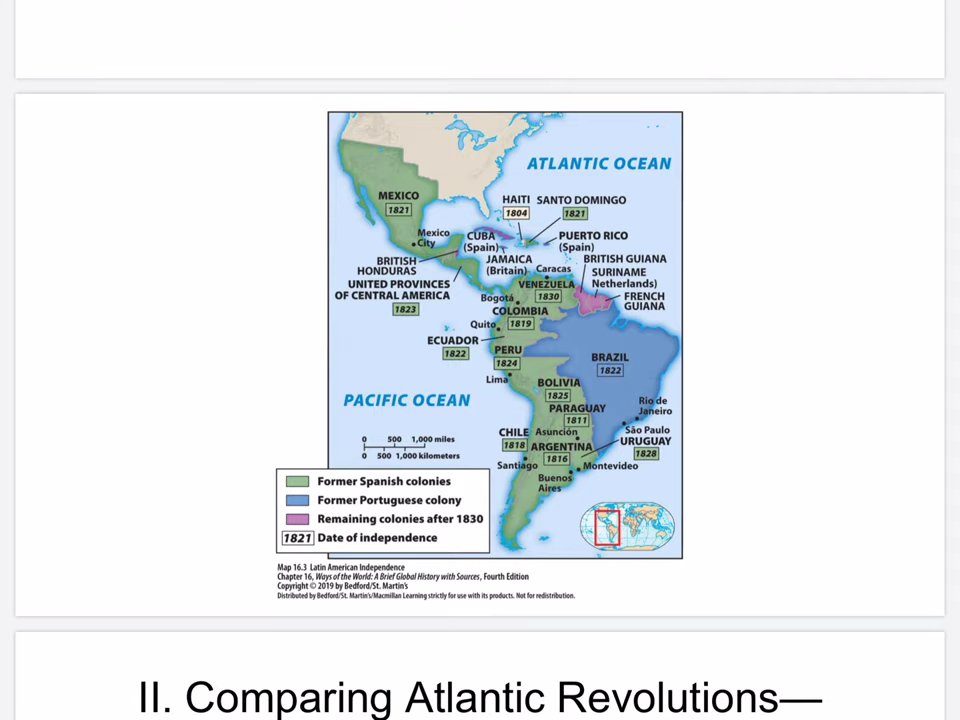 ATLANTIC OCEAN
MEXICO
1821
HAITI
1804
SANTO DOMINGO
1821
Mexico
City
CUBA
(Spain)
PUERTO RICO
(Spain)
JAMAICA
(Britain)
BRITISH
HONDURAS
BRITISH GUIANA
SURINAME
Netherlands)
FRENCH
GUIANA
UNITED PROVINCES
OF CENTRAL AMERICA
1823
Caracas
VENEZUELA
1830
Bogotá
COLOMBIA
1819
Quito
ECUADOR
1822
PERU
1824
Lima
BRAZIL
1822
BOLIVIA
1825
PACIFIC OCEAN
PARAGUAY
1811
Rio de
Janeiro
São Paulo
CHILE
1818
Asunción
ARGENTINA
1816
URUGUAY
1828
Santiago
Montevideo
Buenos
Aires
0 500 1,000 miles
0 500 1,000 kilometers
Former Spanish colonies
Former Portuguese colony
Remaining colonies after 1830
1821 Date of independence
Map 16.3 Latin American Independence
Chapter 16, Ways of the World: A Brief Global History with Sources, Fourth Edition
Copyright © 2019 by Bedford/St. Martin's
Distributed by Bedford/St. Martin's/Macmillan Learning strictly for use with its products. Not for redistribution.
II. Comparing Atlantic Revolutions—